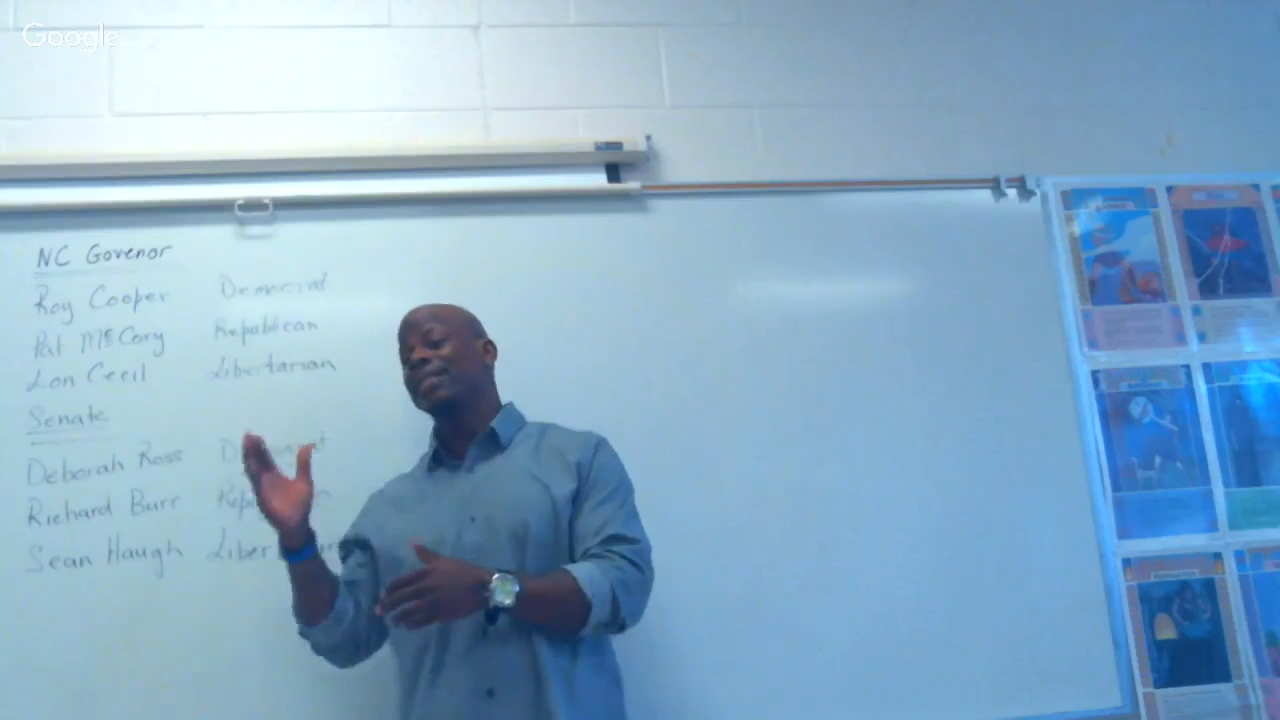 Google
NC Govenor
Roy Cooper Democrat
Pat McCory Republican
Lon Cecil Libertarian
Senate
Deborah Ross
Richard Burr
Sean Haugh